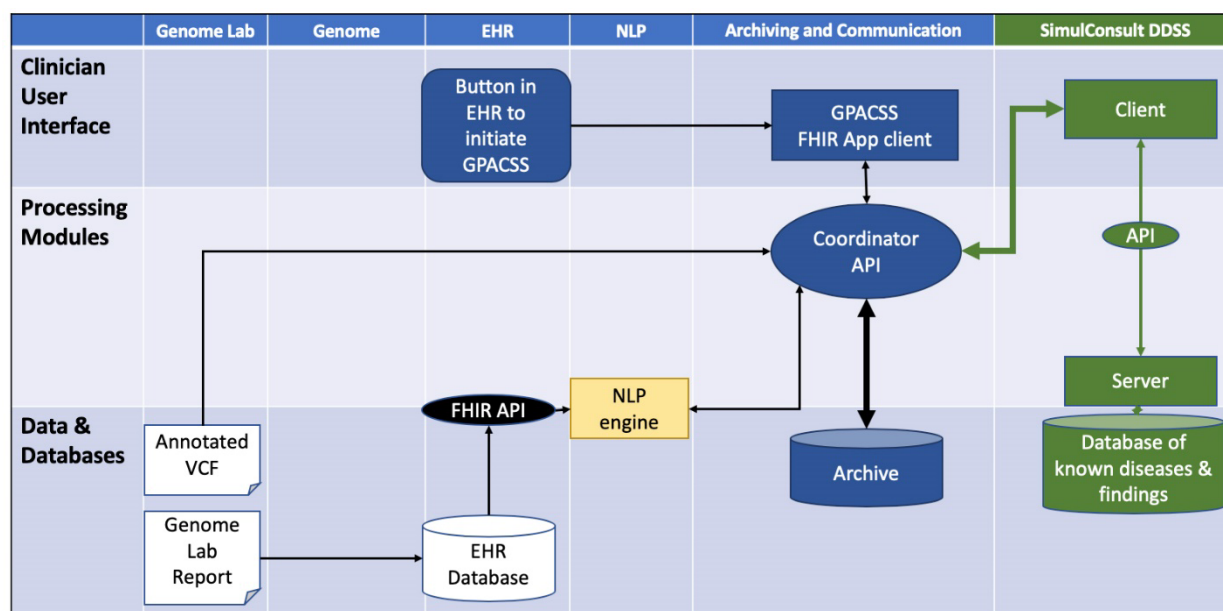 Genome Lab
Genome
EHR
NLP
Archiving and Communication
SimulConsult DDSS
Clinician
User
Interface
Button in
EHR to
initiate
GPACSS
GPACSS
FHIR App client
Client
Processing
Modules
Coordinator
API
API
Server
Data &
Databases
FHIR API
NLP
engine
Annotated
VCF
Archive
Database of
known diseases &
findings
Genome
Lab
Report
EHR
Database